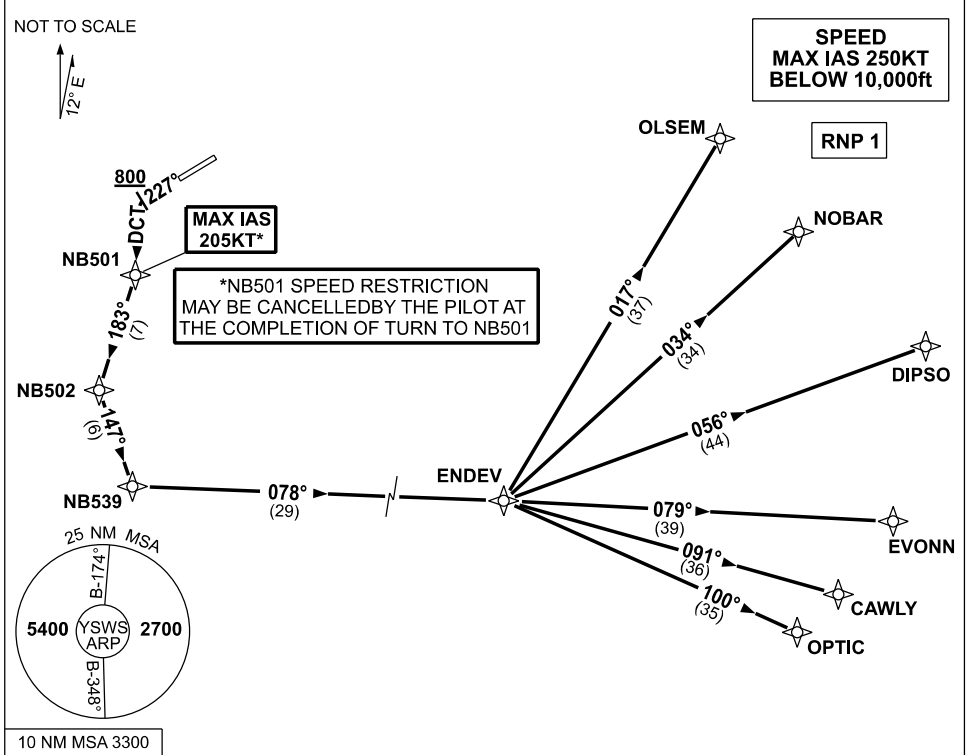 NOT TO SCALE
12° E
SPEED
MAX IAS 250KT
BELOW 10,000ft
RNP 1
OLSEM
NOBAR
DIPSO
800
227°
DCT
MAX IAS
205KT*
NB501
*NB501 SPEED RESTRICTION
MAY BE CANCELLEDBY THE PILOT AT
THE COMPLETION OF TURN TO NB501
183°
(7)
NB502
147°
(6)
NB539
078°
(29)
ENDEV
017°
(37)
034°
(34)
056°
(44)
079°
(39)
EVONN
091°
(36)
CAWLY
100°
(35)
OPTIC
25 NM MSA
B-174°
5400
YSWS
ARP
2700
B-348°
10 NM MSA 3300